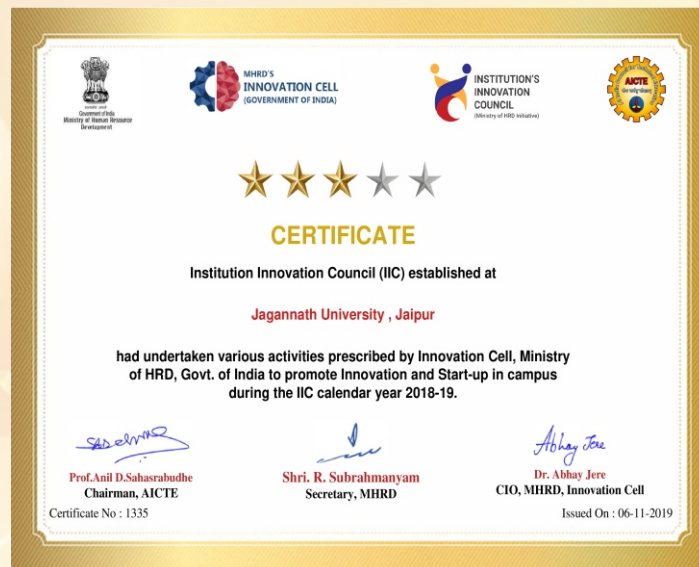 Government of India
Ministry of Human Resource
Development
MHRD'S
INNOVATION CELL
(GOVERNMENT OF INDIA)
INSTITUTION'S
INNOVATION
COUNCIL
(Ministry of HRD Initiative)
AICTE
CERTIFICATE
Institution Innovation Council (IIC) established at
Jagannath University , Jaipur
had undertaken various activities prescribed by Innovation Cell, Ministry
of HRD, Govt. of India to promote Innovation and Start-up in campus
during the IIC calendar year 2018-19.
Abhay Jere
Prof.Anil D.Sahasrabudhe
Chairman, AICTE
Shri. R. Subrahmanyam
Secretary, MHRD
Dr. Abhay Jere
CIO, MHRD, Innovation Cell
Certificate No : 1335
Issued On : 06-11-2019